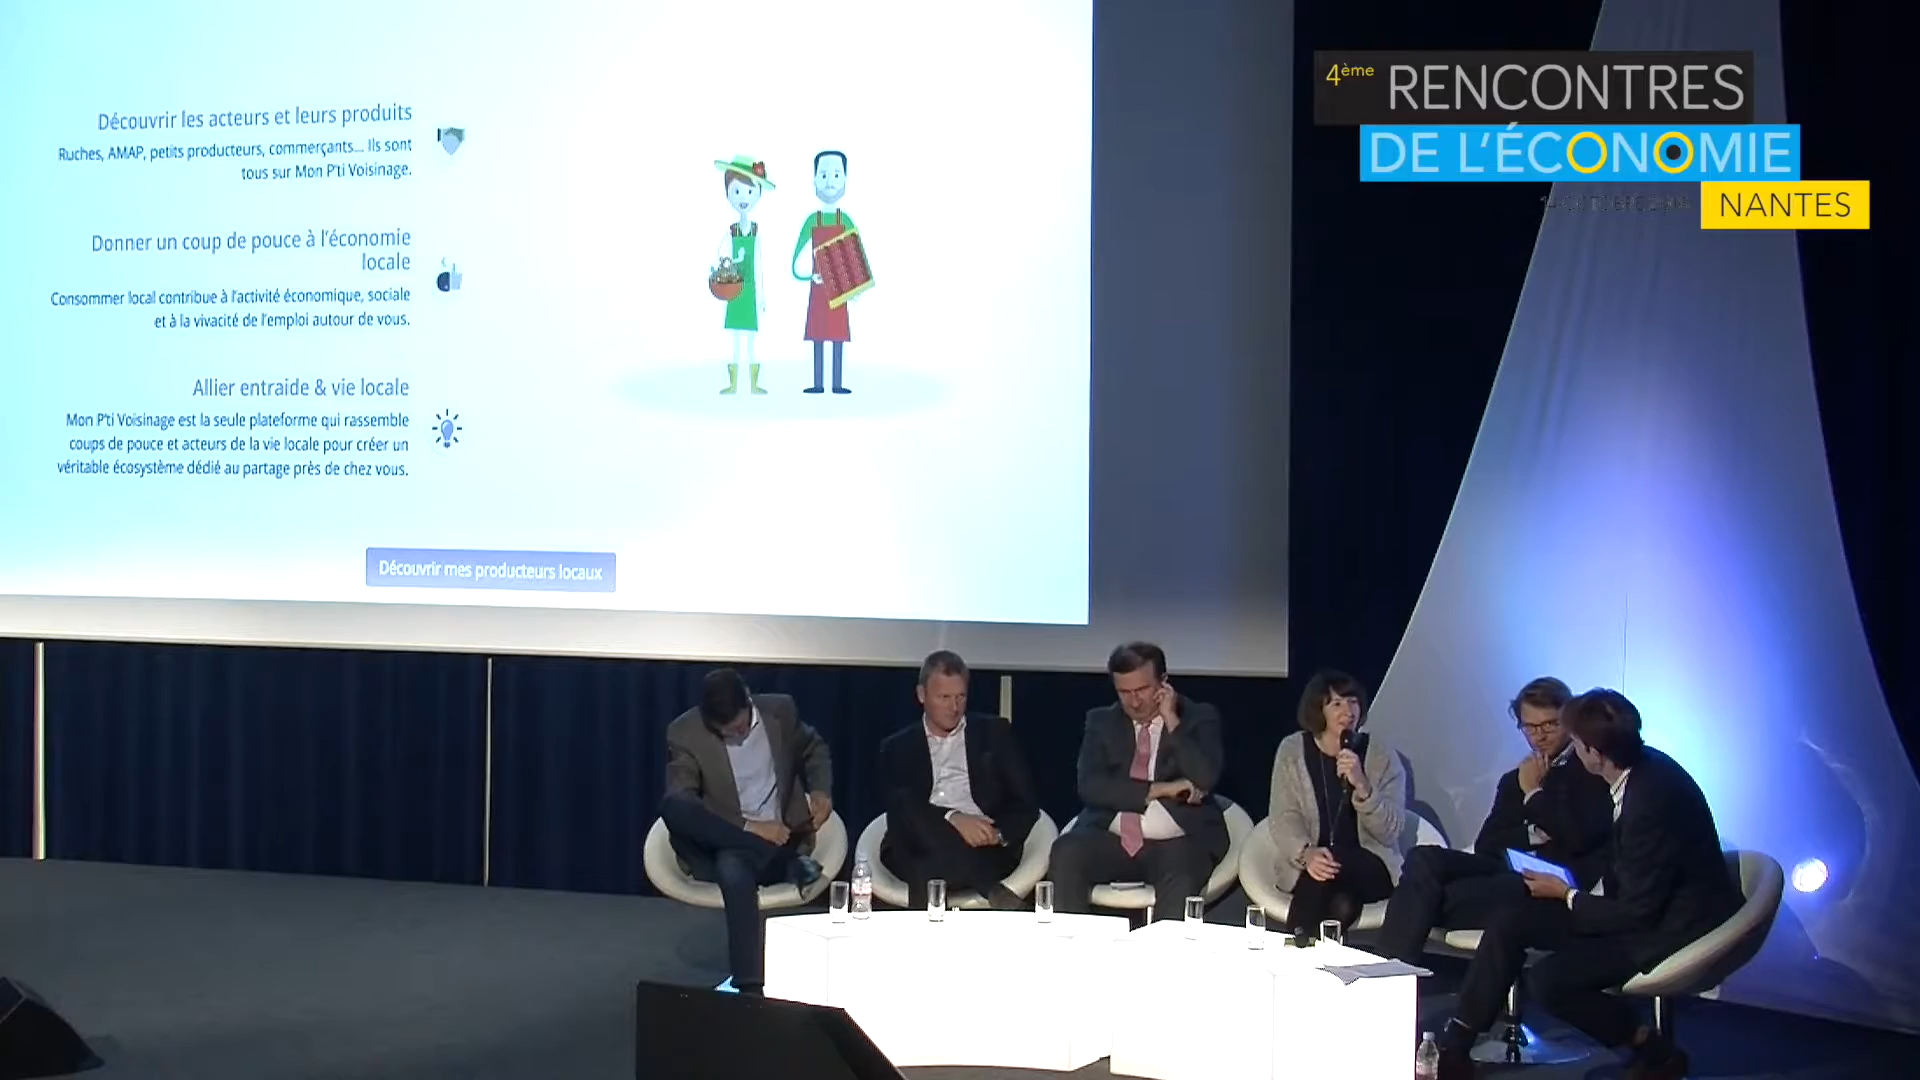 Découvrir les acteurs et leurs produits
Ruches, AMAP, petits producteurs, commerçants... Ils sont
tous sur Mon P'ti Voisinage.
Donner un coup de pouce à l'économie
locale
Consommer local contribue à l'activité économique, sociale
et à la vivacité de l'emploi autour de vous.
Allier entraide & vie locale
Mon P'ti Voisinage est la seule plateforme qui rassemble
coups de pouce et acteurs de la vie locale pour créer un
véritable écosystème dédié au partage près de chez vous.
Découvrir mes producteurs locaux
4ème RENCONTRES
DE L'ÉCONOMIE
NANTES